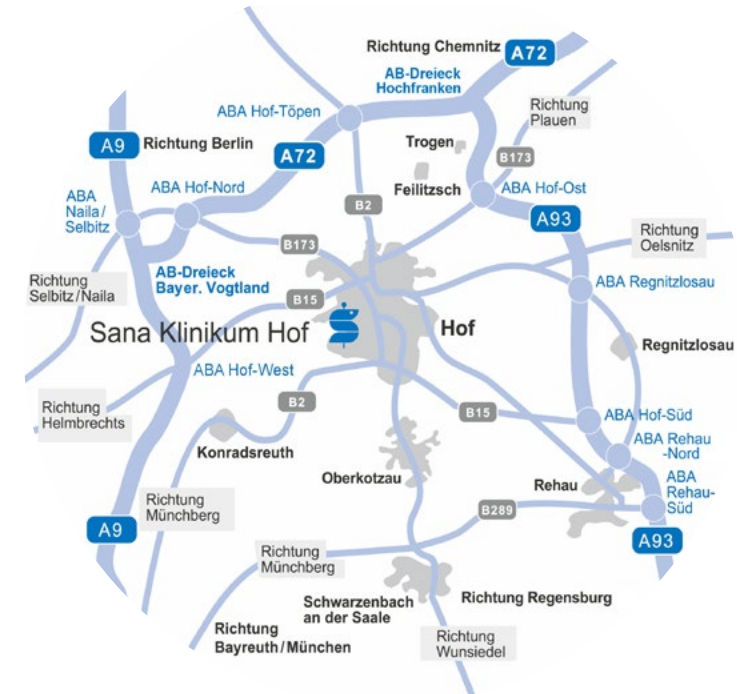 Richtung Chemnitz
A72
AB-Dreieck
Hochfranken
ABA Hof-Töpen
Richtung
Plauen
A9
Richtung Berlin
A72
Trogen
B173
Feilitzsch
ABA Hof-Nord
ABA Hof-Ost
ABA
Naila/
Selbitz
B2
A93
B173
Richtung
Oelsnitz
AB-Dreieck
Bayer. Vogtland
Richtung
Selbitz/Naila
ABA Regnitzlosau
B15
Sana Klinikum Hof
Hof
Regnitzlosau
ABA Hof-West
Richtung
Helmbrechts
B2
B15
ABA Hof-Süd
Konradsreuth
ABA Rehau
-Nord
Oberkotzau
Rehau
ABA
Rehau-
Süd
Richtung
Münchberg
B289
A9
A93
Richtung
Münchberg
Schwarzenbach
an der Saale
Richtung Regensburg
Richtung
Bayreuth/München
Richtung
Wunsiedel